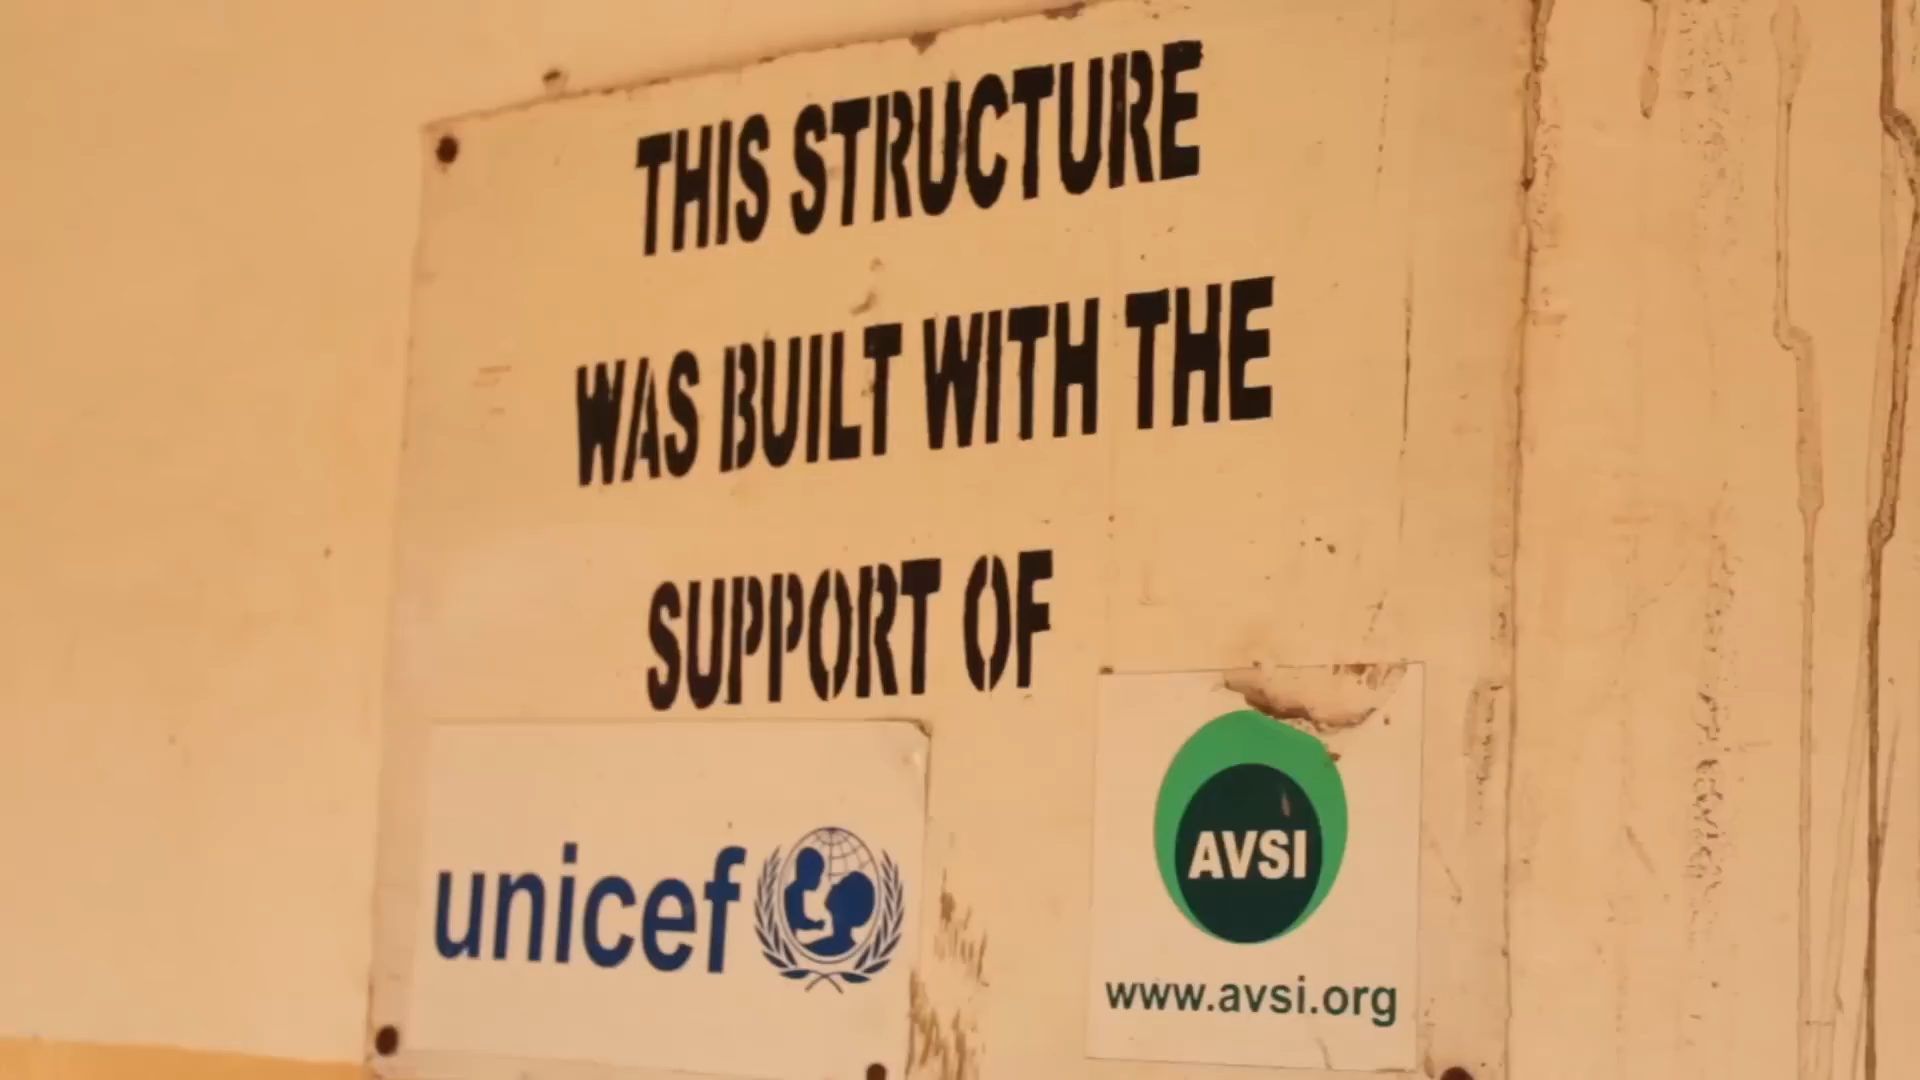 THIS STRUCTURE
WAS BUILT WITH THE
SUPPORT OF
unicef
AVSI
www.avsi.org